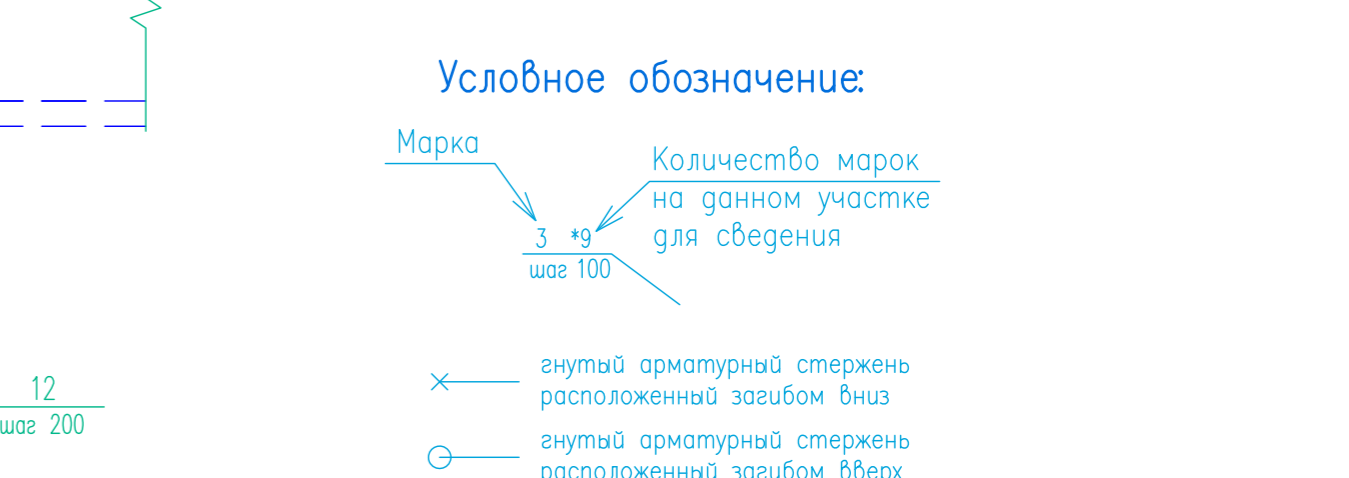 Условное обозначение:
Марка
Количество марок
на данном участке
для сведения
3 *9
шаг 100
гнутый арматурный стержень
расположенный загибом вниз
12
шаг 200
гнутый арматурный стержень
расположенный загибом вверх